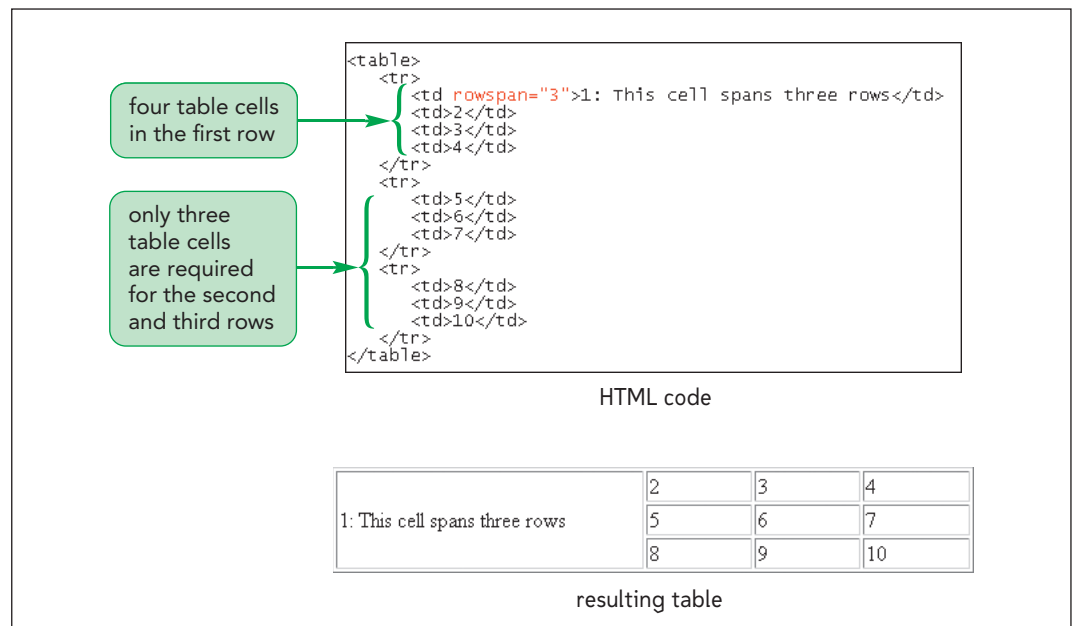 four table cells
in the first row
only three
table cells
are required
for the second
and third rows
<table>
<tr>
<td rowspan="3">1: This cell spans three rows</td>
<td>2</td>
<td>3</td>
<td>4</td>
</tr>
<tr>
<td>5</td>
<td>6</td>
<td>7</td>
</tr>
<tr>
<td>8</td>
<td>9</td>
<td>10</td>
</tr>
</table>
HTML code
1: This cell spans three rows
2 3 4
5 6 7
8 9 10
resulting table